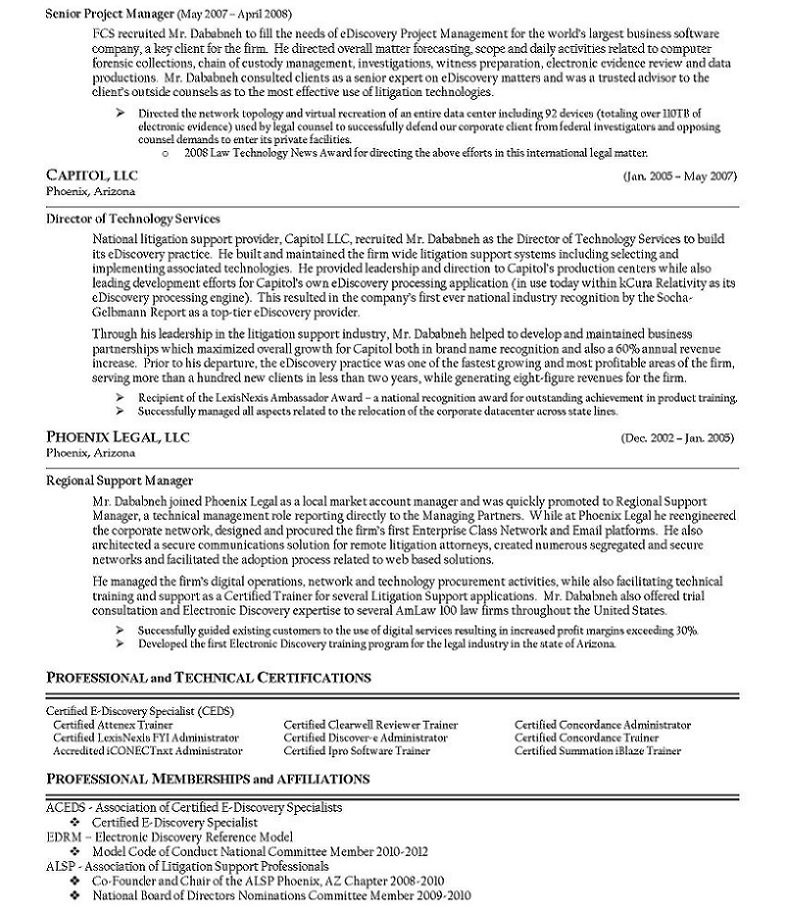 Senior Project Manager (May 2007 – April 2008)
FCS recruited Mr. Dababneh to fill the needs of eDiscovery Project Management for the world's largest business software
company, a key client for the firm. He directed overall matter forecasting, scope and daily activities related to computer
forensic collections, chain of custody management, investigations, witness preparation, electronic evidence review and data
productions. Mr. Dababneh consulted clients as a senior expert on eDiscovery matters and was a trusted advisor to the
client's outside counsels as to the most effective use of litigation technologies.
➢ Directed the network topology and virtual recreation of an entire data center including 92 devices (totaling over 110TB of
electronic evidence) used by legal counsel to successfully defend our corporate client from federal investigators and opposing
counsel demands to enter its private facilities.
o 2008 Law Technology News Award for directing the above efforts in this international legal matter.
CAPITOL, LLC (Jan. 2005 – May 2007)
Phoenix, Arizona
Director of Technology Services
National litigation support provider, Capitol LLC, recruited Mr. Dababneh as the Director of Technology Services to build
its eDiscovery practice. He built and maintained the firm wide litigation support systems including selecting and
implementing associated technologies. He provided leadership and direction to Capitol's production centers while also
leading development efforts for Capitol's own eDiscovery processing application (in use today within kCura Relativity as its
eDiscovery processing engine). This resulted in the company's first ever national industry recognition by the Socha-
Gelbmann Report as a top-tier eDiscovery provider.
Through his leadership in the litigation support industry, Mr. Dababneh helped to develop and maintained business
partnerships which maximized overall growth for Capitol both in brand name recognition and also a 60% annual revenue
increase. Prior to his departure, the eDiscovery practice was one of the fastest growing and most profitable areas of the firm,
serving more than a hundred new clients in less than two years, while generating eight-figure revenues for the firm.
➢ Recipient of the LexisNexis Ambassador Award – a national recognition award for outstanding achievement in product training.
➢ Successfully managed all aspects related to the relocation of the corporate datacenter across state lines.
PHOENIX LEGAL, LLC (Dec. 2002 – Jan. 2005)
Phoenix, Arizona
Regional Support Manager
Mr. Dababneh joined Phoenix Legal as a local market account manager and was quickly promoted to Regional Support
Manager, a technical management role reporting directly to the Managing Partners. While at Phoenix Legal he reengineered
the corporate network, designed and procured the firm's first Enterprise Class Network and Email platforms. He also
architected a secure communications solution for remote litigation attorneys, created numerous segregated and secure
networks and facilitated the adoption process related to web based solutions.
He managed the firm's digital operations, network and technology procurement activities, while also facilitating technical
training and support as a Certified Trainer for several Litigation Support applications. Mr. Dababneh also offered trial
consultation and Electronic Discovery expertise to several AmLaw 100 law firms throughout the United States.
➢ Successfully guided existing customers to the use of digital services resulting in increased profit margins exceeding 30%.
➢ Developed the first Electronic Discovery training program for the legal industry in the state of Arizona.
PROFESSIONAL and TECHNICAL CERTIFICATIONS
Certified E-Discovery Specialist (CEDS)
Certified Attenex Trainer Certified Clearwell Reviewer Trainer Certified Concordance Administrator
Certified LexisNexis FYI Administrator Certified Discover-e Administrator Certified Concordance Trainer
Accredited iCONECTnxt Administrator Certified Ipro Software Trainer Certified Summation iBlaze Trainer
PROFESSIONAL MEMBERSHIPS and AFFILIATIONS
ACEDS - Association of Certified E-Discovery Specialists
❖ Certified E-Discovery Specialist
EDRM – Electronic Discovery Reference Model
❖ Model Code of Conduct National Committee Member 2010-2012
ALSP - Association of Litigation Support Professionals
❖ Co-Founder and Chair of the ALSP Phoenix, AZ Chapter 2008-2010
❖ National Board of Directors Nominations Committee Member 2009-2010